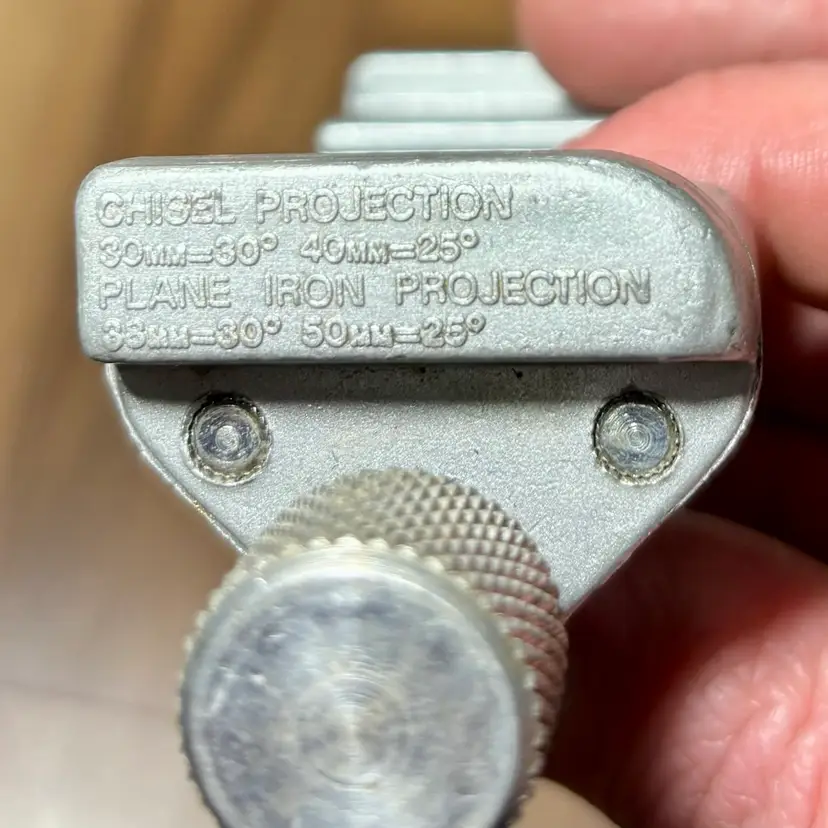 CHISEL PROJECTION
30MM=30° 40MM=25°
PLANE IRON PROJECTION
38MM=30° 50MM=25°